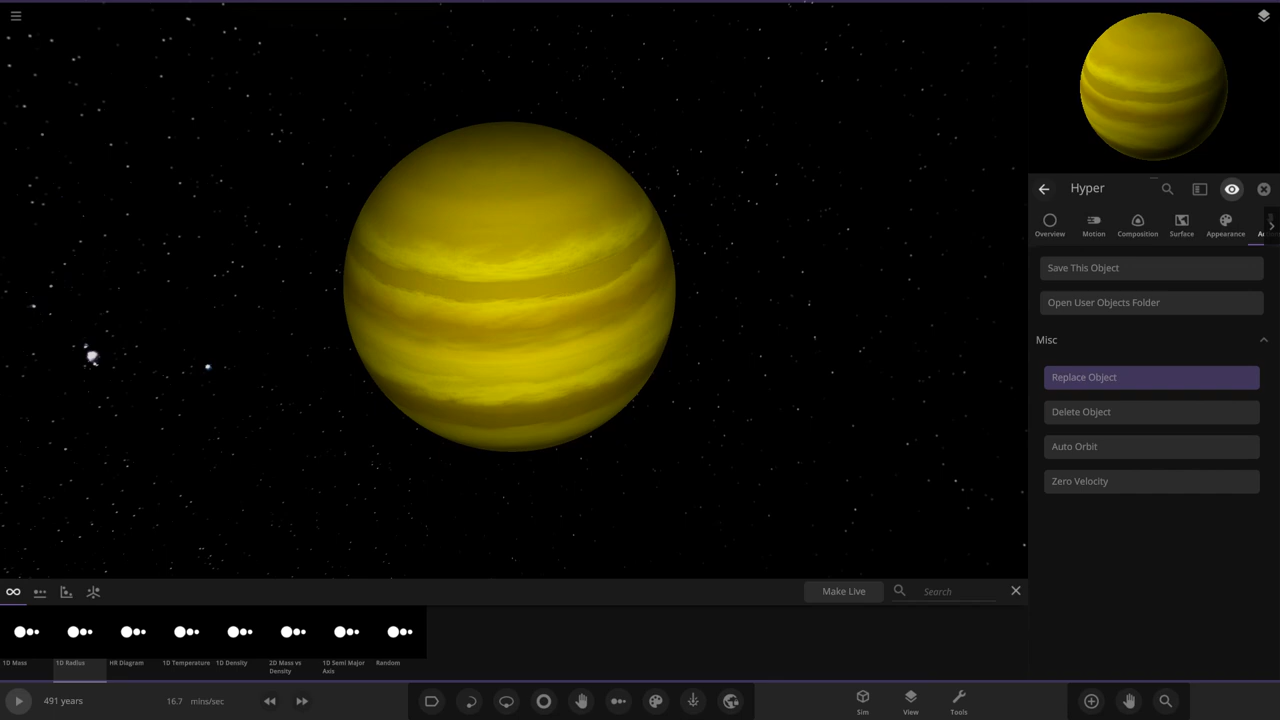 Hyper
Overview
Motion
Composition
Surface
Appearance
Save This Object
Open User Objects Folder
Misc
Replace Object
Delete Object
Auto Orbit
Zero Velocity
Make Live
Search
1D Mass
1D Radius
HR Diagram
1D Temperature
1D Density
2D Mass vs
Density
1D Semi Major
Axis
Random
491 years
16.7 mins/sec
Sim
View
Tools